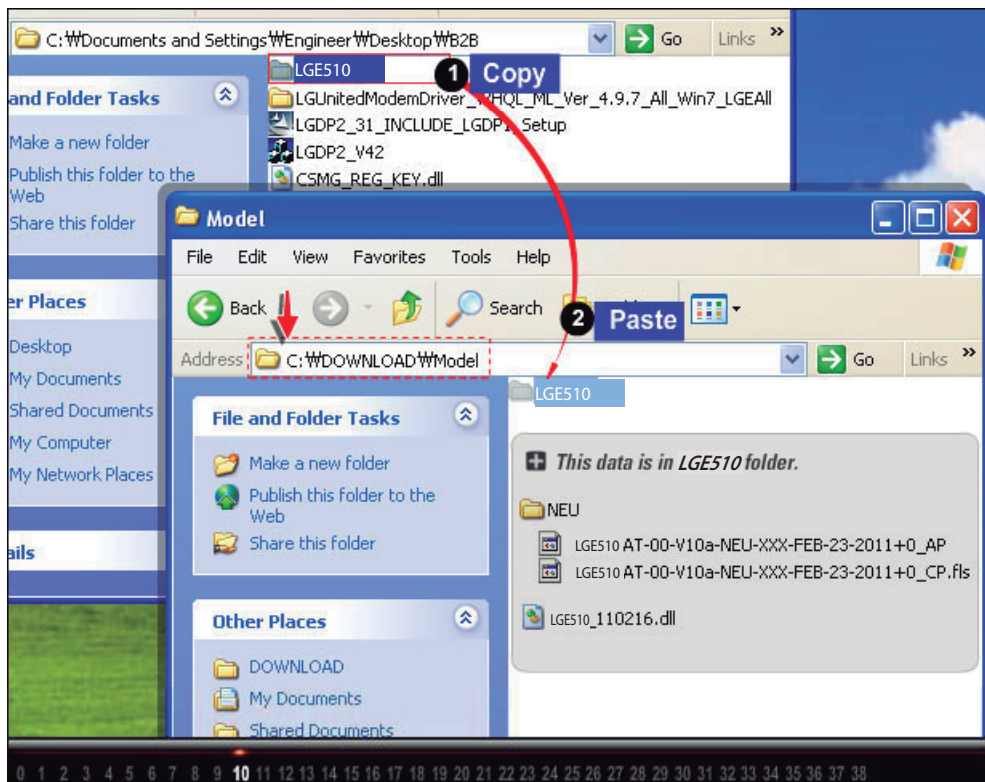 C:₩Documents and Settings₩Engineer₩Desktop₩B2B
Go
Links
»
LGE510
1 Copy
LGUnitedModemDriver_WHQL_ML_Ver_4.9.7_All_Win7_LGEAll
LGDP2_31_INCLUDE_LGDP1_Setup
LGDP2_V42
CSMG_REG_KEY.dll
and Folder Tasks
Make a new folder
Publish this folder to the
Web
Share this folder
er Places
Desktop
My Documents
Shared Documents
My Computer
My Network Places
ails
Model
File Edit View Favorites Tools Help
Back
Search
2 Paste
Address C:₩DOWNLOAD₩Model
Go
Links
»
File and Folder Tasks
Make a new folder
Publish this folder to the
Web
Share this folder
Other Places
DOWNLOAD
My Documents
Shared Documents
LGE510
This data is in LGE510 folder.
NEU
LGE510 AT-00-V10a-NEU-XXX-FEB-23-2011+0_AP
LGE510 AT-00-V10a-NEU-XXX-FEB-23-2011+0_CP.fls
LGE510_110216.dll
0 1 2 3 4 5 6 7 8 9 10 11 12 13 14 15 16 17 18 19 20 21 22 23 24 25 26 27 28 29 30 31 32 33 34 35 36 37 38